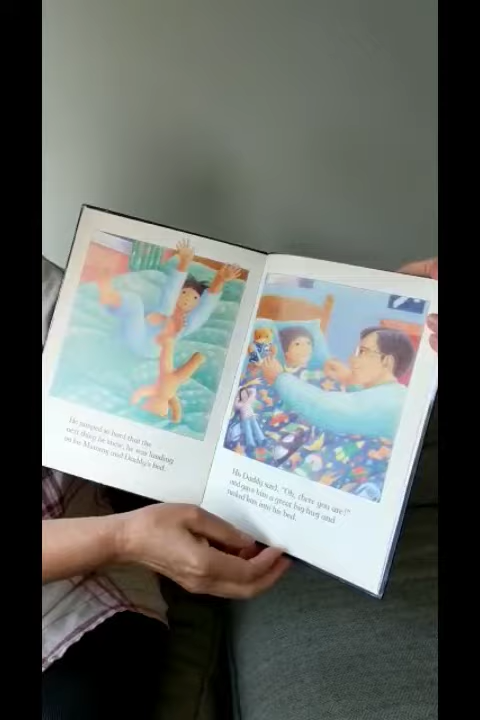 He jumped so hard that the
next thing he knew, he was landing
on his Mommy and Daddy's bed.
His Daddy said, "Oh, there you are!"
and gave him a great big hug and
tucked him into his bed.